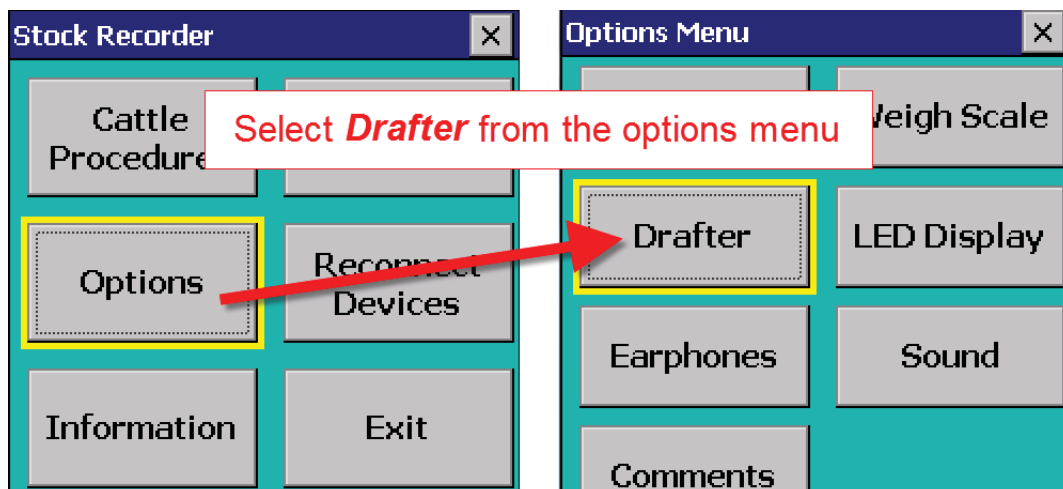 Stock Recorder
Cattle
Options
Reconnect
Devices
Information
Exit
Select Drafter from the options menu
Options Menu
Scale
Drafter
LED Display
Earphones
Sound
Comments